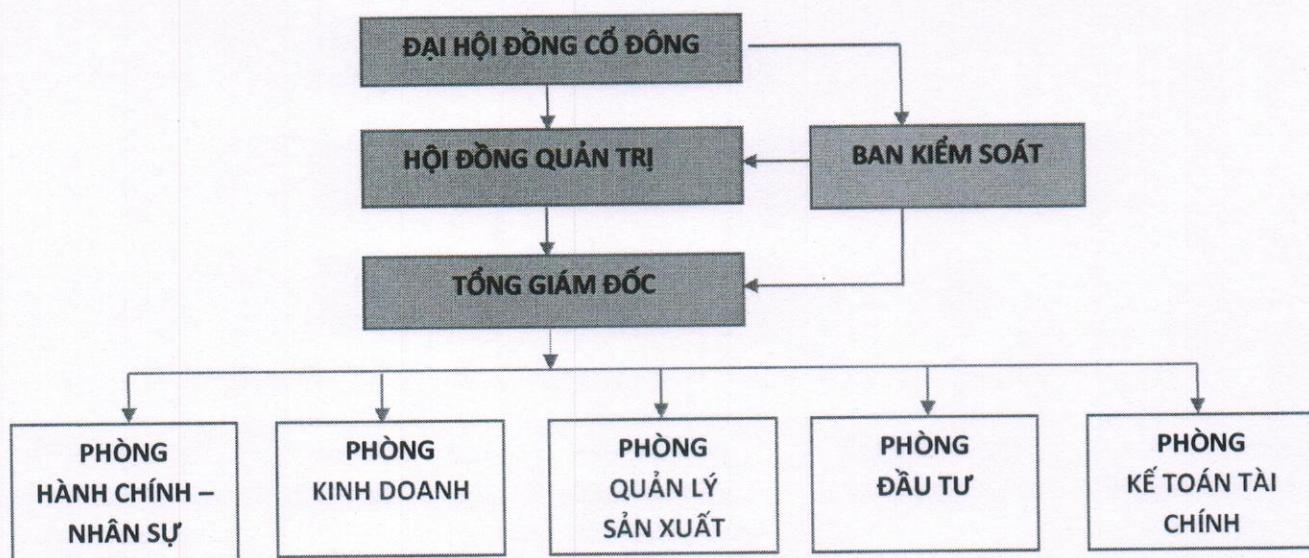 ĐẠI HỘI ĐỒNG CỔ ĐÔNG
HỘI ĐỒNG QUẢN TRỊ
BAN KIỂM SOÁT
TỔNG GIÁM ĐỐC
PHÒNG
HÀNH CHÍNH –
NHÂN SỰ
PHÒNG
KINH DOANH
PHÒNG
QUẢN LÝ
SẢN XUẤT
PHÒNG
ĐẦU TƯ
PHÒNG
KẾ TOÁN TÀI
CHÍNH